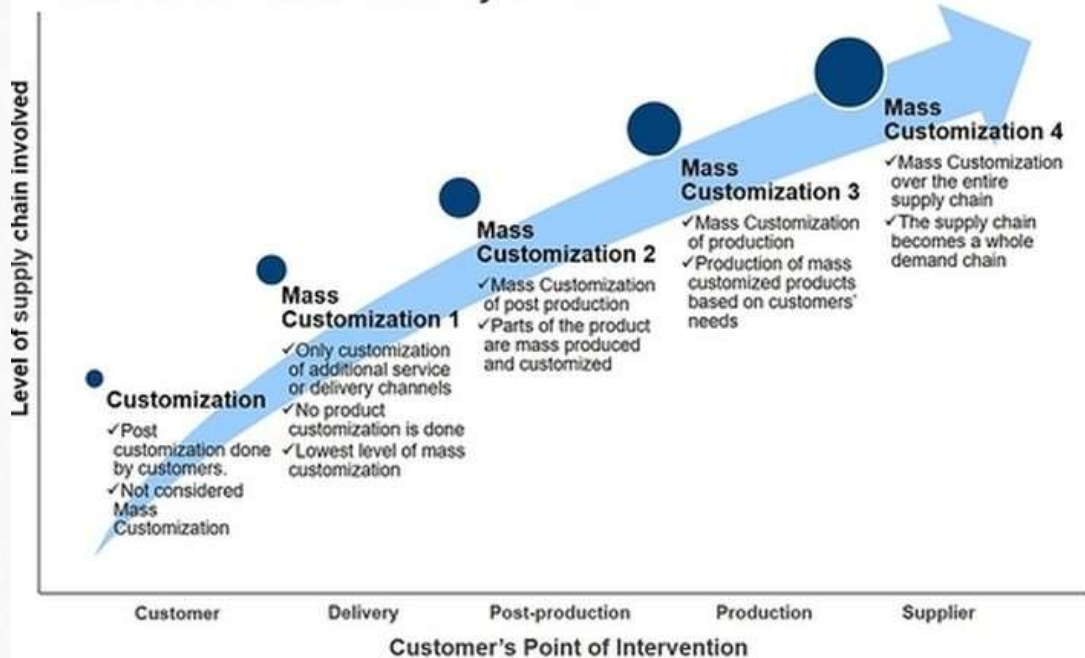 Level of supply chain involved
Customization
✓Post
customization done
by customers.
✓Not considered
Mass
Customization
Mass
Customization 1
✓Only customization
of additional service
or delivery channels
✓No product
customization is done
✓Lowest level of mass
customization
Mass
Customization 2
✓Mass Customization
of post production
✓Parts of the product
are mass produced
and customized
Mass
Customization 3
✓Mass Customization
of production
✓Production of mass
customized products
based on customers'
needs
Mass
Customization 4
✓Mass Customization
over the entire
supply chain
✓The supply chain
becomes a whole
demand chain
Customer
Delivery
Post-production
Production
Supplier
Customer's Point of Intervention